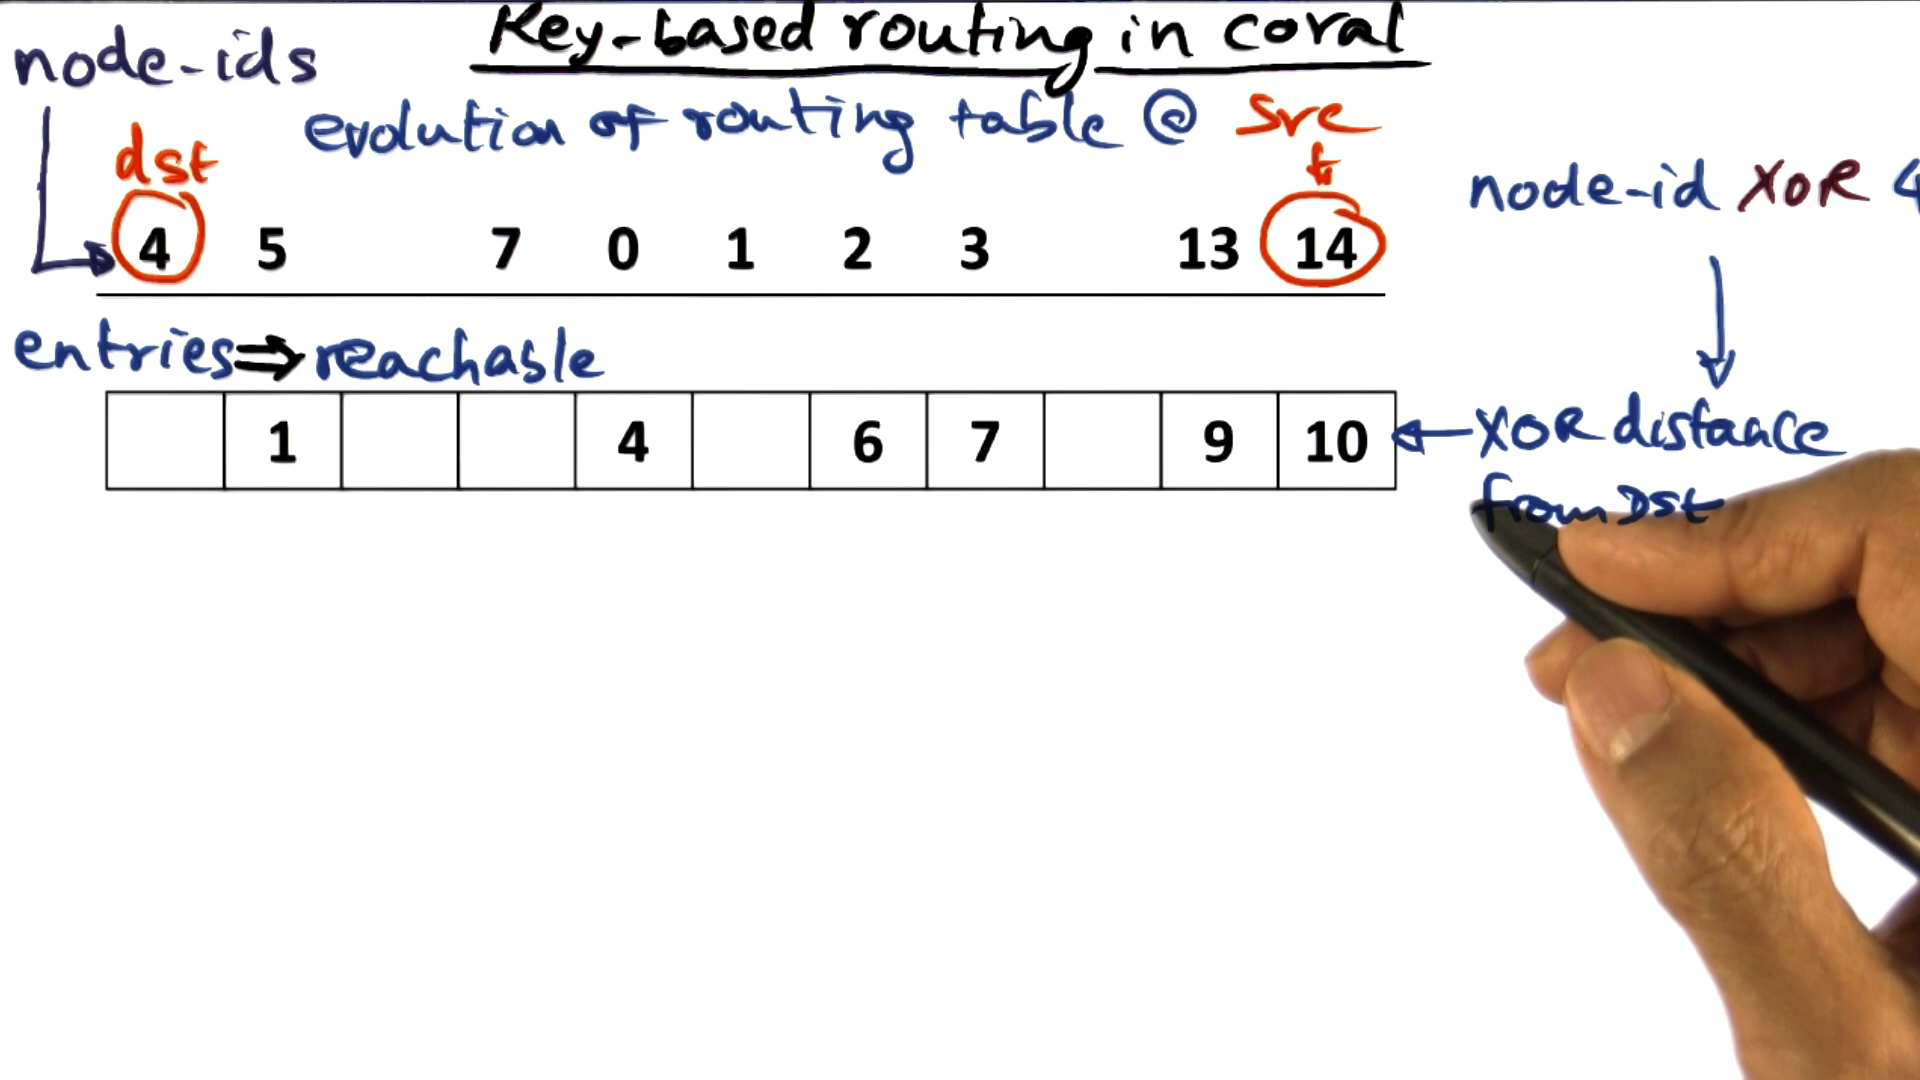 Key-based routing in coral
node-ids
evolution of routing table @ src
dst
node-id XOR 4
4 5 7 0 1 2 3 13 14
entries⇒reachable
1 4 6 7 9 10
←XOR distance
from Dst